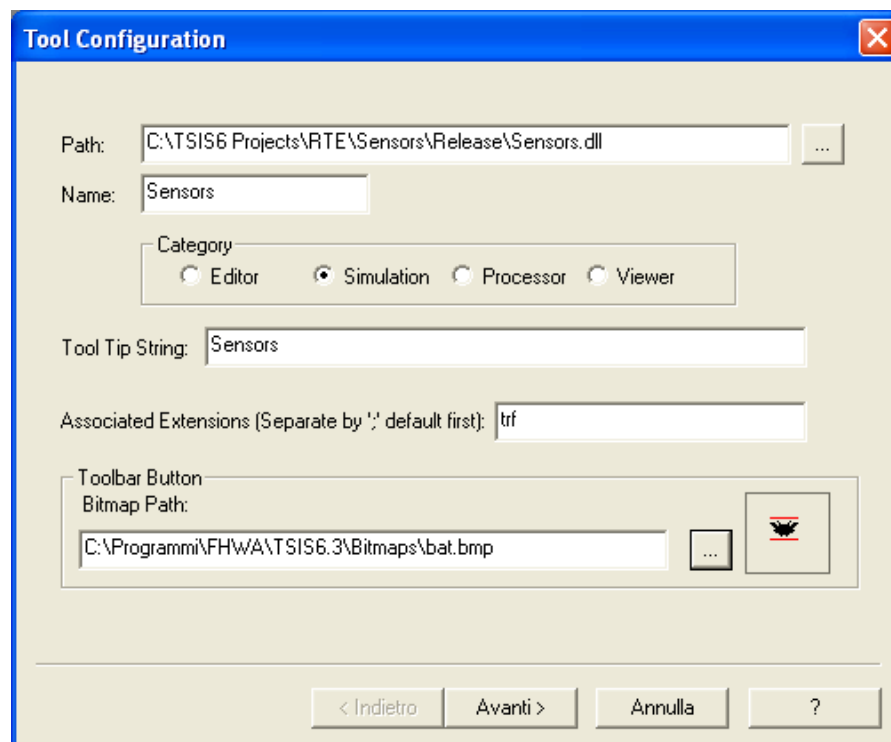 Tool Configuration
Path: C:\TSIS6 Projects\RTE\Sensors\Release\Sensors.dll ...
Name: Sensors
Category
Editor Simulation Processor Viewer
Tool Tip String: Sensors
Associated Extensions (Separate by ';' default first): trf
Toolbar Button
Bitmap Path:
C:\Programmi\FHWA\TSIS6.3\Bitmaps\bat.bmp ...
< Indietro Avanti > Annulla ?